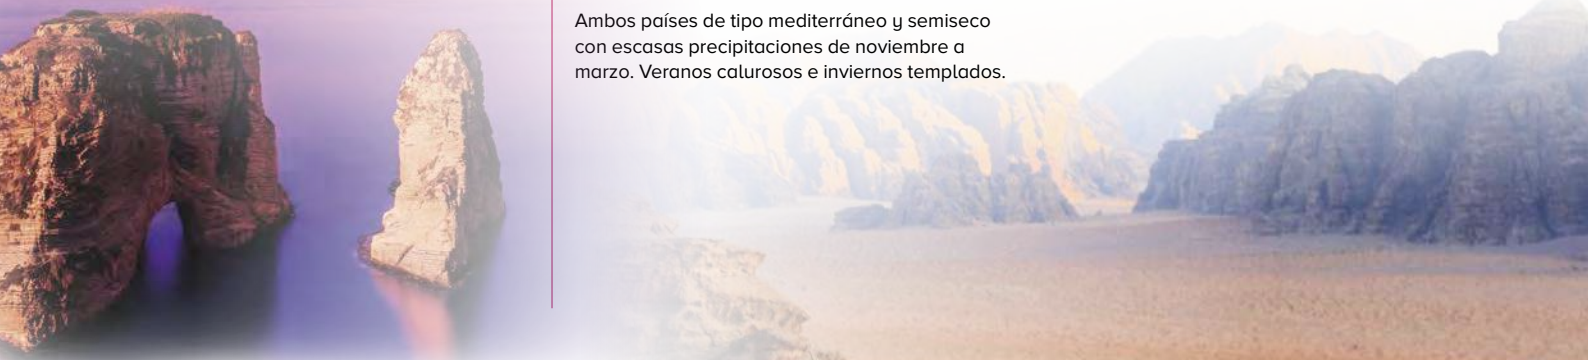 Ambos países de tipo mediterráneo y semiseco
con escasas precipitaciones de noviembre a
marzo. Veranos calurosos e inviernos templados.